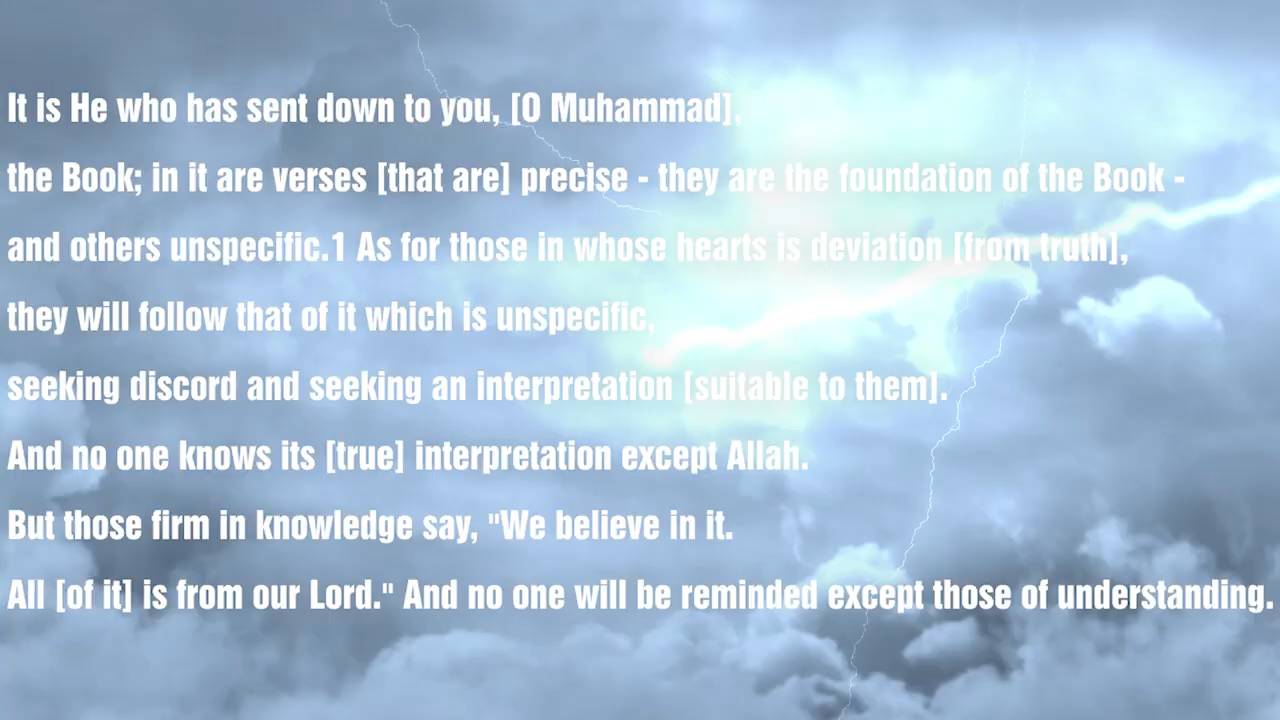 It is He who has sent down to you, [O Muhammad],
the Book; in it are verses [that are] precise - they are the foundation of the Book -
and others unspecific.1 As for those in whose hearts is deviation [from truth],
they will follow that of it which is unspecific,
seeking discord and seeking an interpretation [suitable to them].
And no one knows its [true] interpretation except Allah.
But those firm in knowledge say, "We believe in it.
All [of it] is from our Lord." And no one will be reminded except those of understanding.